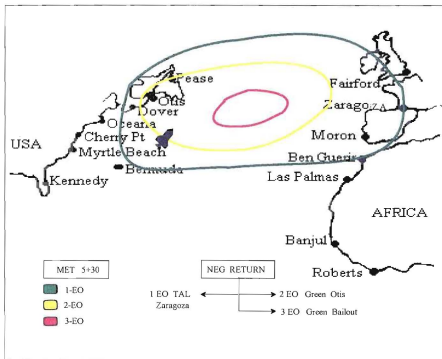 Pease
Otis
Dover
Oceana
Cherry Pt
USA
Myrtle Beach
Bermuda
Kennedy
Fairford
Zaragoza
Moron
Ben Guerir
Las Palmas
AFRICA
Banjul
Roberts
MET 5+30
1-EO
2-EO
3-EO
NEG RETURN
1 EO TAL
Zaragoza
2 EO Green Otis
3 EO Green Bailout